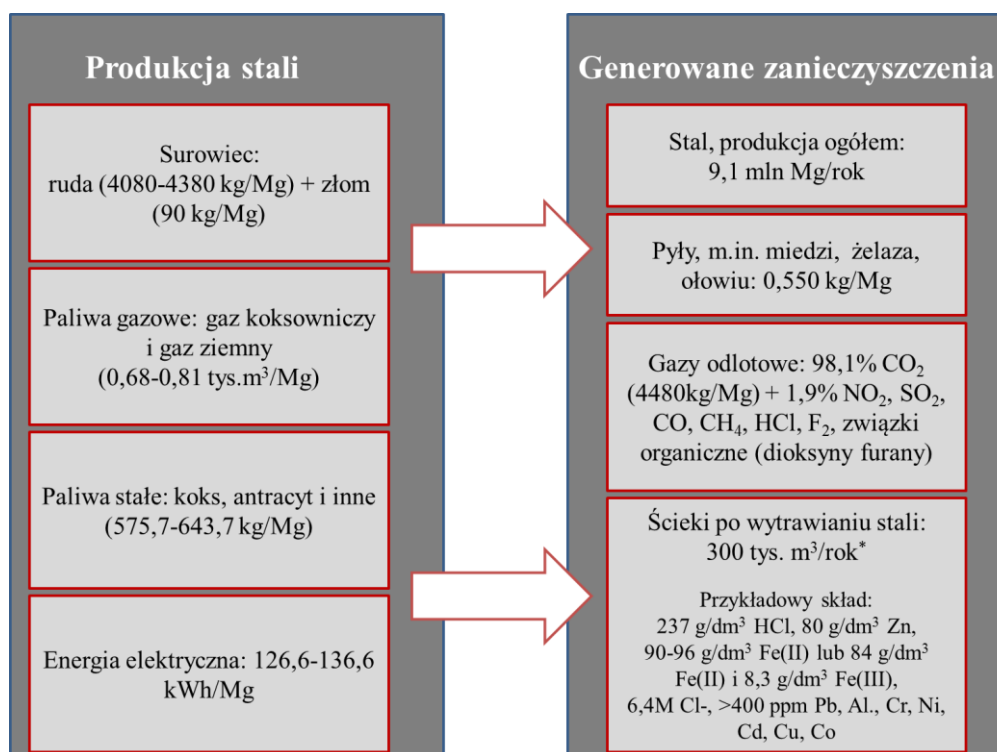 Produkcja stali
Surowiec:
ruda (4080-4380 kg/Mg) + złom
(90 kg/Mg)
Paliwa gazowe: gaz koksowniczy
i gaz ziemny
(0,68-0,81 tys.m³/Mg)
Paliwa stałe: koks, antracyt i inne
(575,7-643,7 kg/Mg)
Energia elektryczna: 126,6-136,6
kWh/Mg
Generowane zanieczyszczenia
Stal, produkcja ogółem:
9,1 mln Mg/rok
Pyły, m.in. miedzi, żelaza,
ołowiu: 0,550 kg/Mg
Gazy odlotowe: 98,1% CO₂
(4480kg/Mg) + 1,9% NO₂, SO₂,
CO, CH₄, HCl, F₂, związki
organiczne (dioksyny furany)
Ścieki po wytrawianiu stali:
300 tys. m³/rok*
Przykładowy skład:
237 g/dm³ HCl, 80 g/dm³ Zn,
90-96 g/dm³ Fe(II) lub 84 g/dm³
Fe(II) i 8,3 g/dm³ Fe(III),
6,4M Cl-, >400 ppm Pb, Al., Cr, Ni,
Cd, Cu, Co